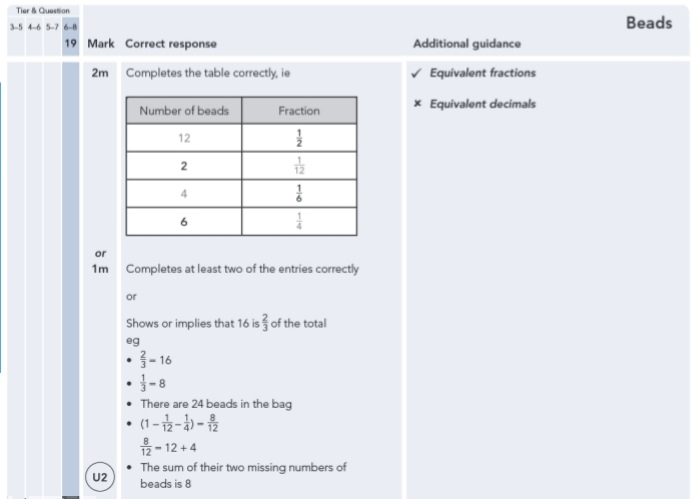 Tier & Question
3–5 4–6 5–7 6–8
Beads
19 Mark Correct response Additional guidance
2m Completes the table correctly, ie ✓ Equivalent fractions
× Equivalent decimals
Number of beads Fraction
12 1/2
2 1/12
4 1/6
6 1/4
or
1m Completes at least two of the entries correctly
or
Shows or implies that 16 is 2/3 of the total
eg
• 2/3 = 16
• 1/3 = 8
• There are 24 beads in the bag
• (1 – 1/12 – 1/4) = 8/12
8/12 = 12 + 4
U2 • The sum of their two missing numbers of
beads is 8